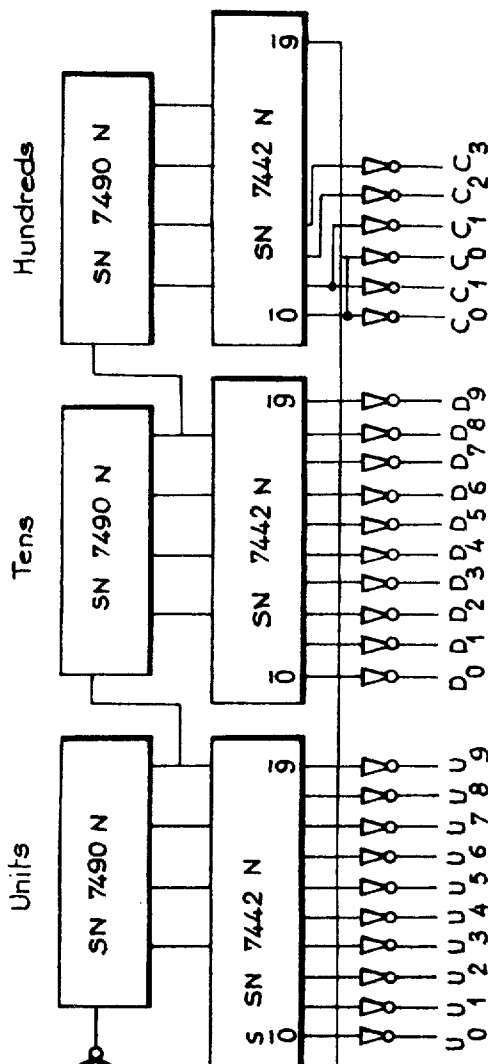 Units
Tens
Hundreds
SN 7490 N
SN 7490 N
SN 7490 N
S SN 7442 N
SN 7442 N
SN 7442 N
0 9
0 9
0 9
U0 U1 U2 U3 U4 U5 U6 U7 U8 U9
D0 D1 D2 D3 D4 D5 D6 D7 D8 D9
C0 C1 C0 C1 C2 C3